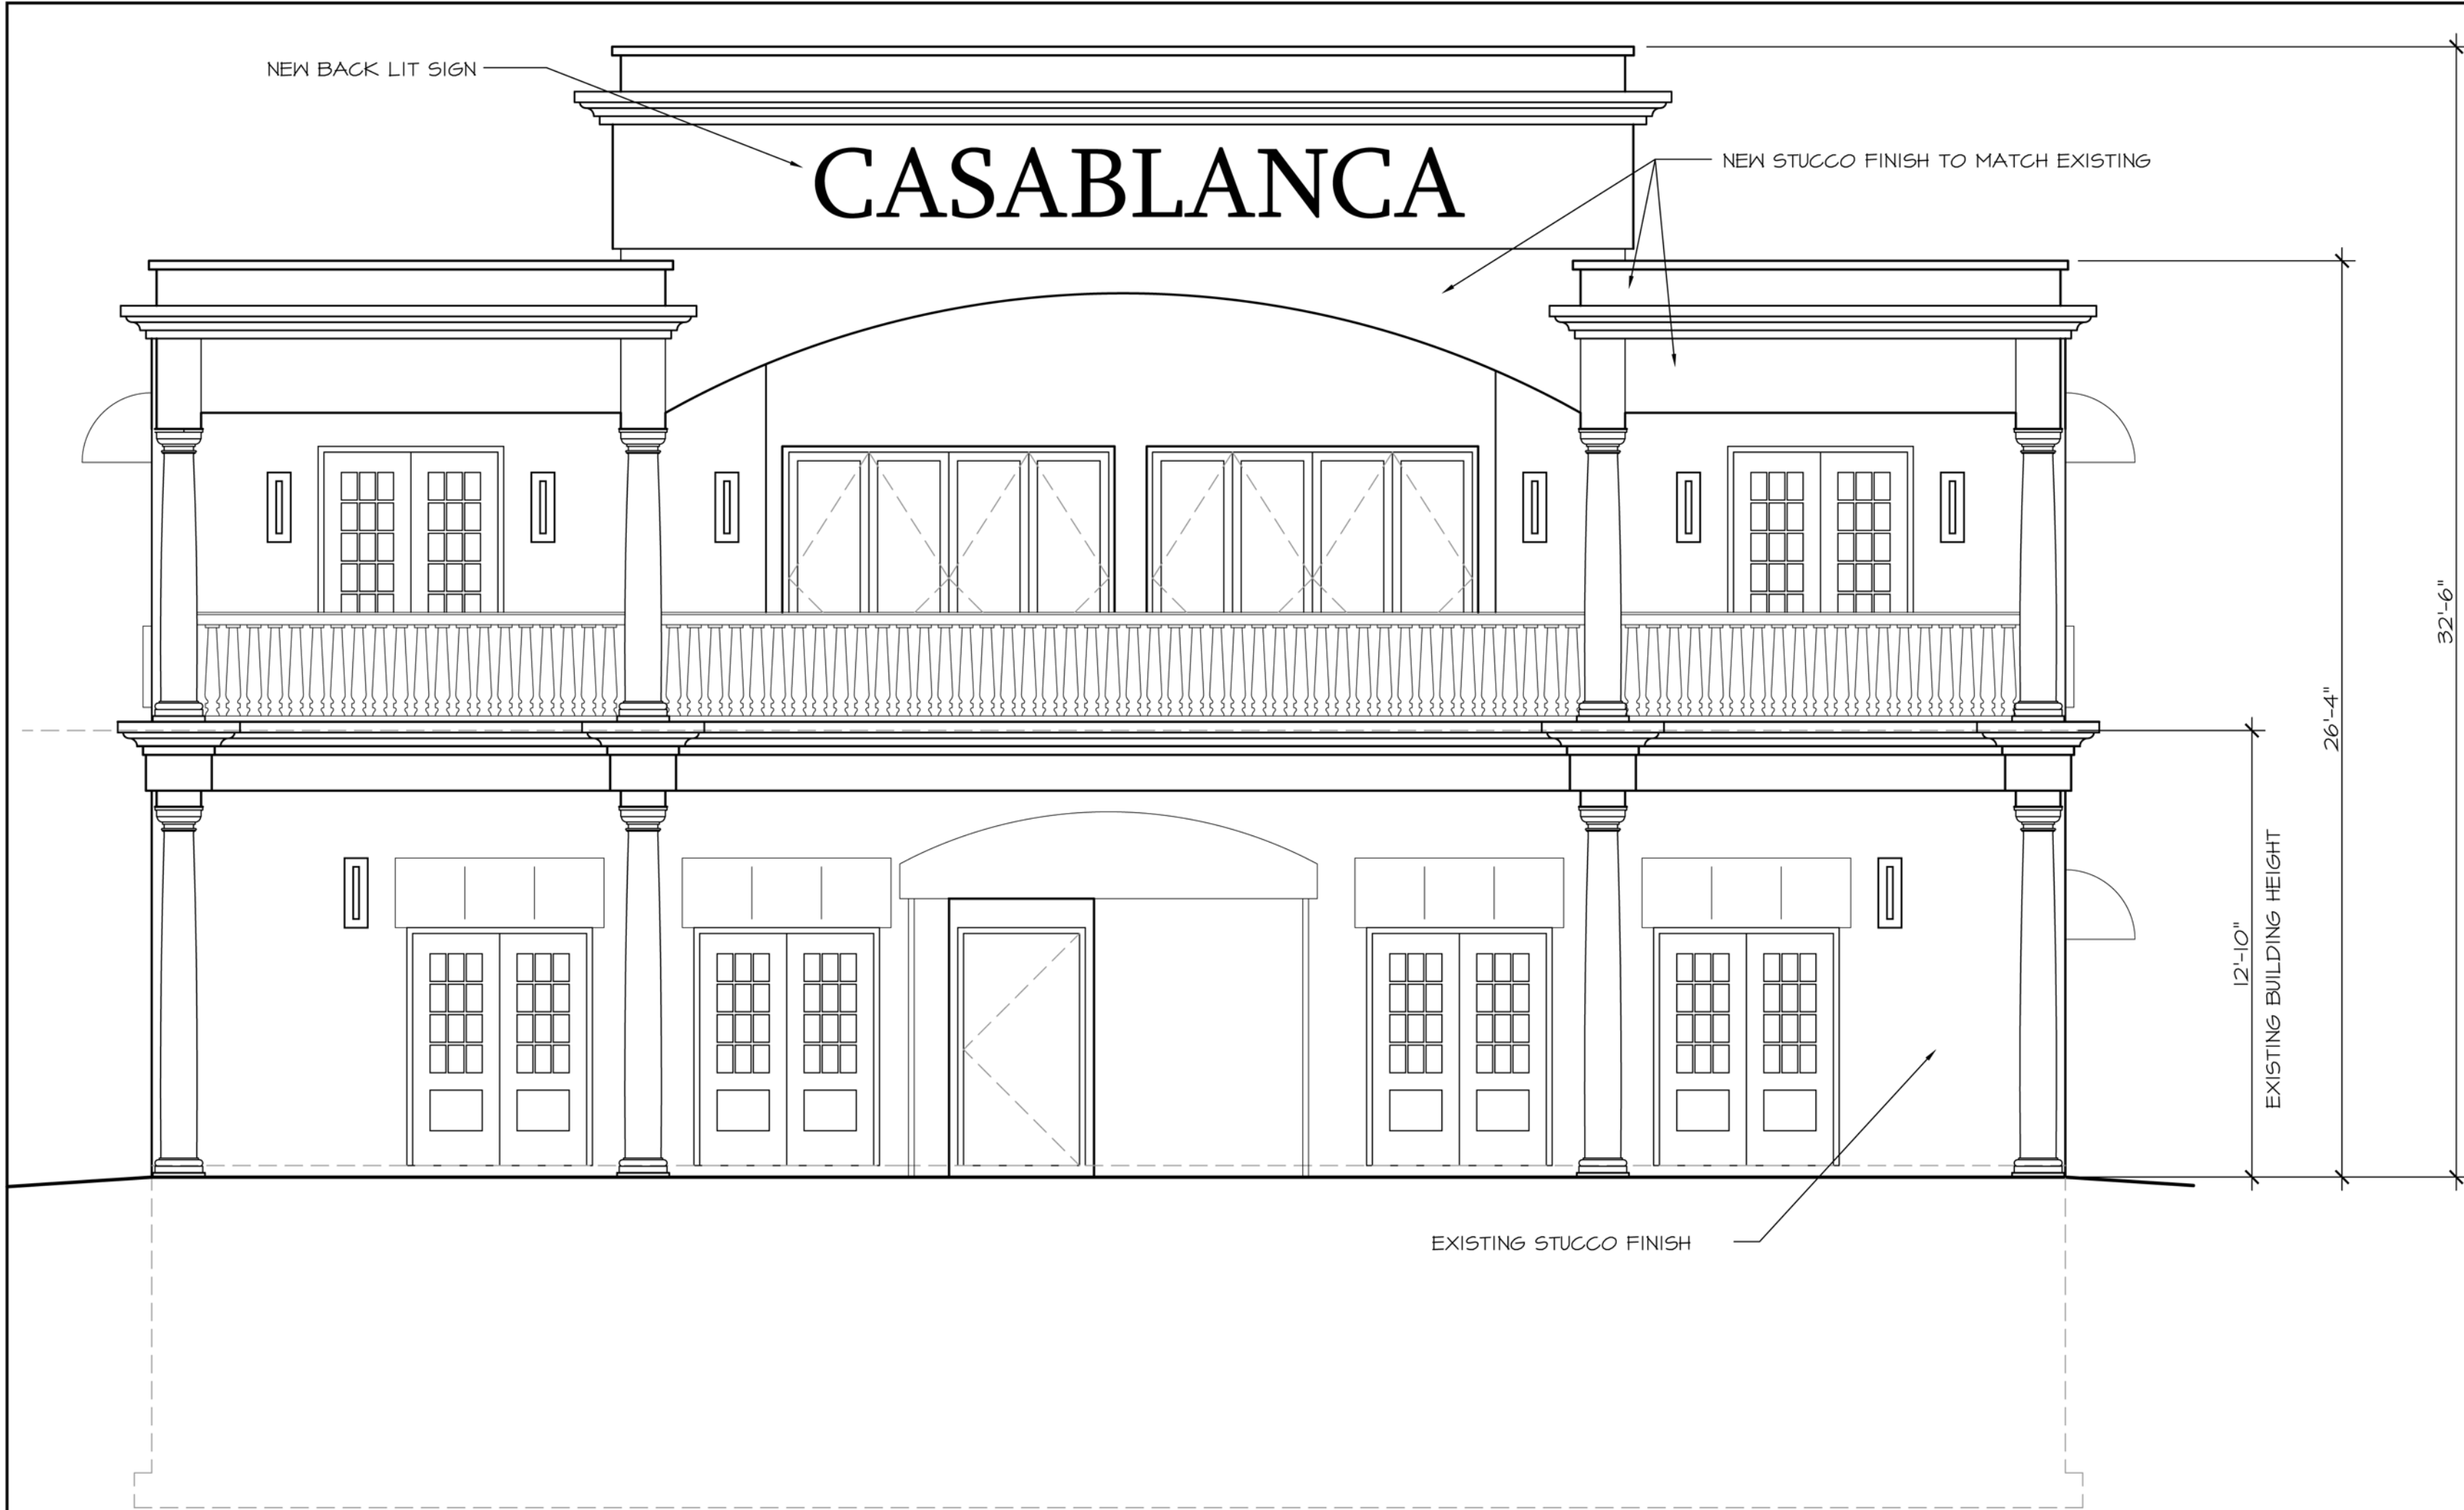 NEW BACK LIT SIGN
CASABLANCA
NEW STUCCO FINISH TO MATCH EXISTING
32'-6"
26'-4"
12'-10"
EXISTING BUILDING HEIGHT
EXISTING STUCCO FINISH